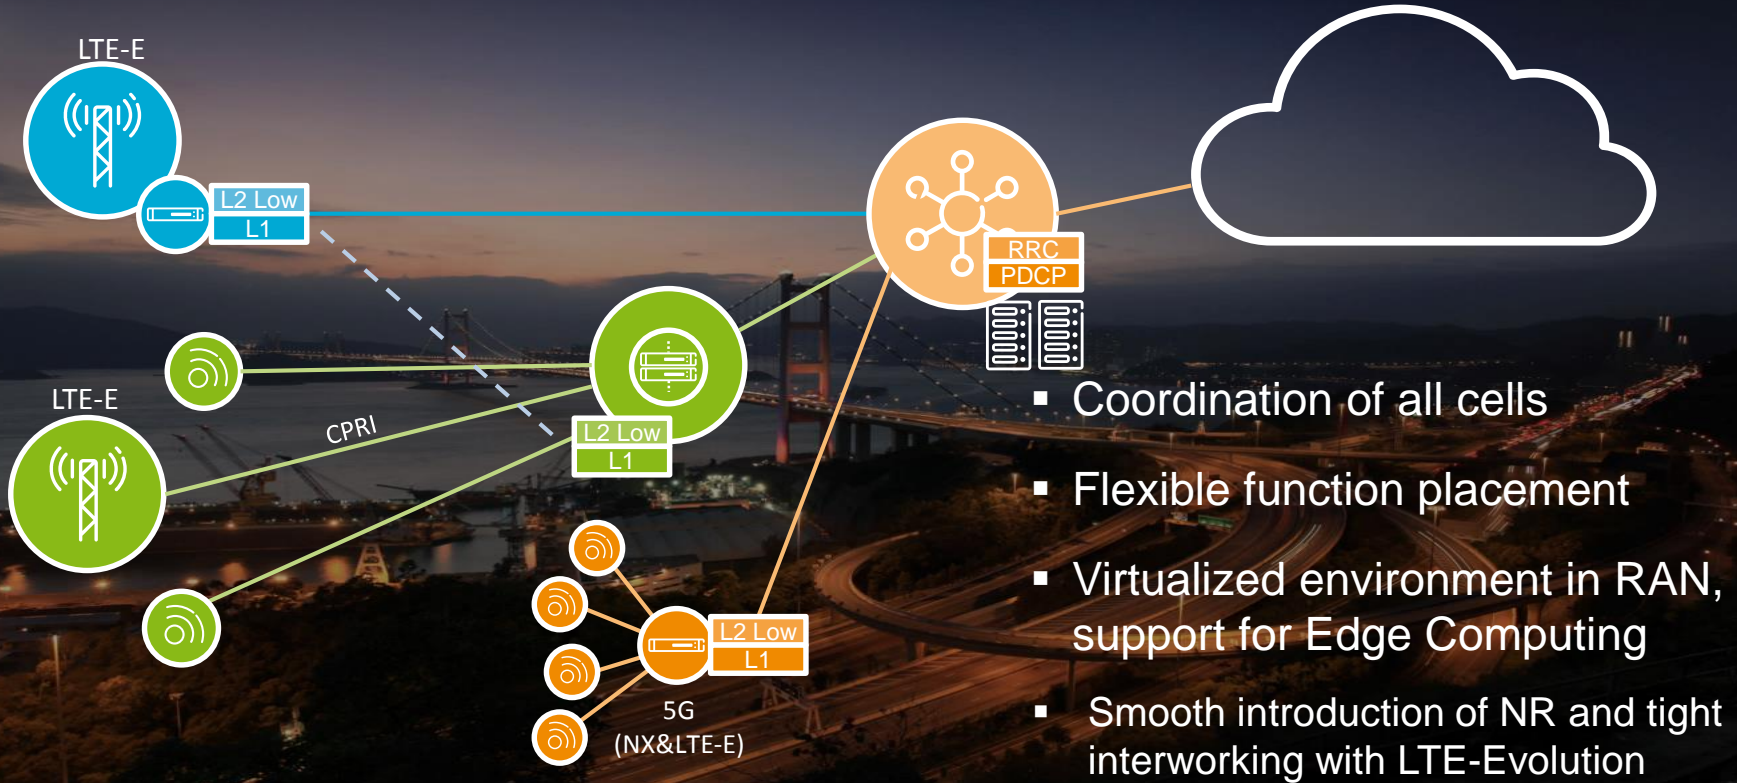 LTE-E
L2 Low
L1
RRC
PDCP
LTE-E
CPRI
L2 Low
L1
L2 Low
L1
5G
(NX&LTE-E)
▪ Coordination of all cells
▪ Flexible function placement
▪ Virtualized environment in RAN,
support for Edge Computing
▪ Smooth introduction of NR and tight
interworking with LTE-Evolution